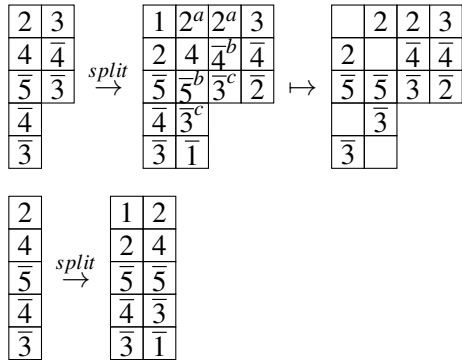 2 3 1 2ᵃ 2ᵃ 3 2 2 3
4 4̅ 2 4 4̅ᵇ 4̅ 2 4̅ 4̅
5̅ 3̅ split → 5̅ 5̅ᵇ 3̅ᶜ 2̅ ↦ 5̅ 5̅ 3̅ 2̅
4̅ 4̅ 3̅ᶜ 3̅
3̅ 3̅ 1̅ 3̅
2 1 2
4 2 4
5̅ split → 5̅ 5̅
4̅ 4̅ 3̅
3̅ 3̅ 1̅